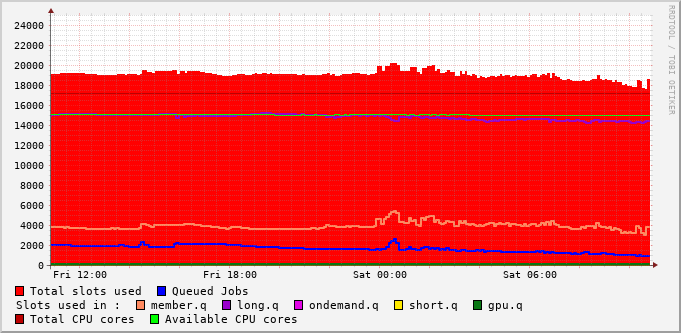 RRDTOOL / TOBI OETIKER
24000
22000
20000
18000
16000
14000
12000
10000
8000
6000
4000
2000
0
Fri 12:00 Fri 18:00 Sat 00:00 Sat 06:00
Total slots used Queued Jobs
Slots used in : member.q long.q ondemand.q short.q gpu.q
Total CPU cores Available CPU cores